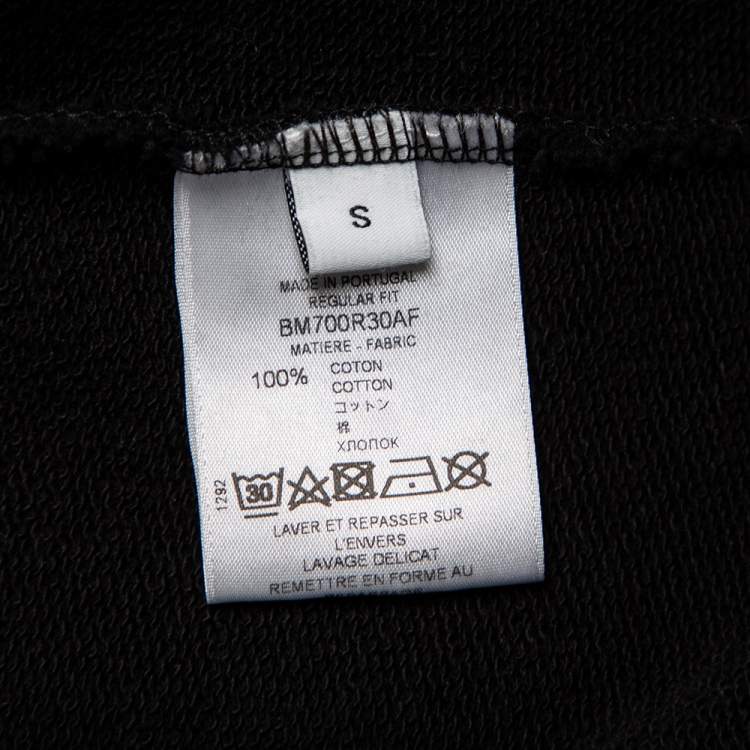 S
MADE IN PORTUGAL
REGULAR FIT
BM700R30AF
MATIERE - FABRIC
100% COTON
COTTON
コットン
棉
ХЛОПОК
1292
30
LAVER ET REPASSER SUR
L'ENVERS
LAVAGE DELICAT
REMETTRE EN FORME AU